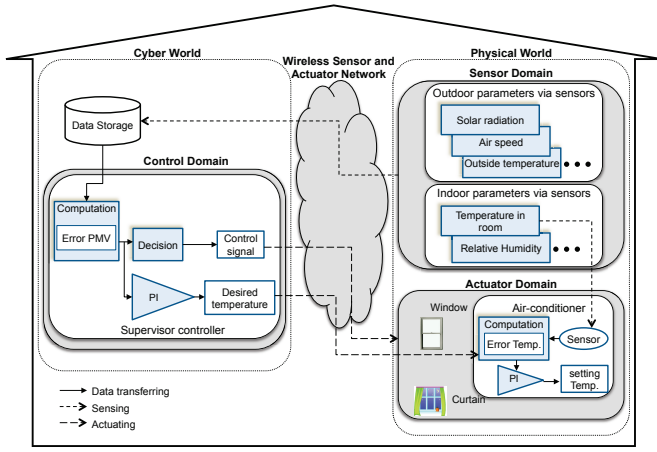 Cyber World
Wireless Sensor and
Actuator Network
Physical World
Sensor Domain
Outdoor parameters via sensors
Solar radiation
Air speed
Outside temperature
Indoor parameters via sensors
Temperature in
room
Relative Humidity
Data Storage
Control Domain
Computation
Error PMV
Decision
Control
signal
PI
Desired
temperature
Supervisor controller
Actuator Domain
Window
Air-conditioner
Computation
Error Temp.
Sensor
PI
setting
Temp.
Curtain
Data transferring
Sensing
Actuating